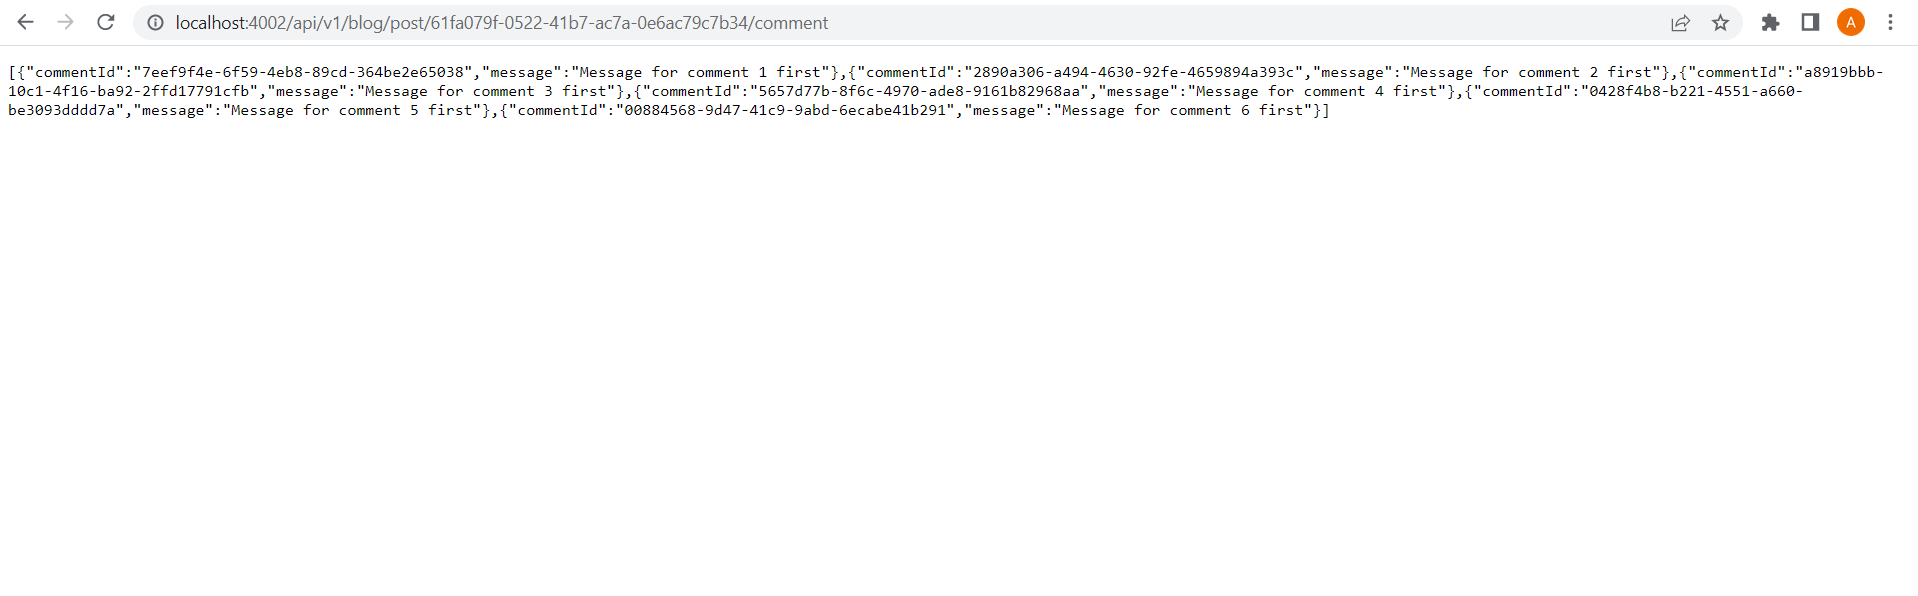 localhost:4002/api/v1/blog/post/61fa079f-0522-41b7-ac7a-0e6ac79c7b34/comment
A
[{"commentId":"7eef9f4e-6f59-4eb8-89cd-364be2e65038","message":"Message for comment 1 first"},{"commentId":"2890a306-a494-4630-92fe-4659894a393c","message":"Message for comment 2 first"},{"commentId":"a8919bbb-
10c1-4f16-ba92-2ffd17791cfb","message":"Message for comment 3 first"},{"commentId":"5657d77b-8f6c-4970-ade8-9161b82968aa","message":"Message for comment 4 first"},{"commentId":"0428f4b8-b221-4551-a660-
be3093dddd7a","message":"Message for comment 5 first"},{"commentId":"00884568-9d47-41c9-9abd-6ecabe41b291","message":"Message for comment 6 first"}]